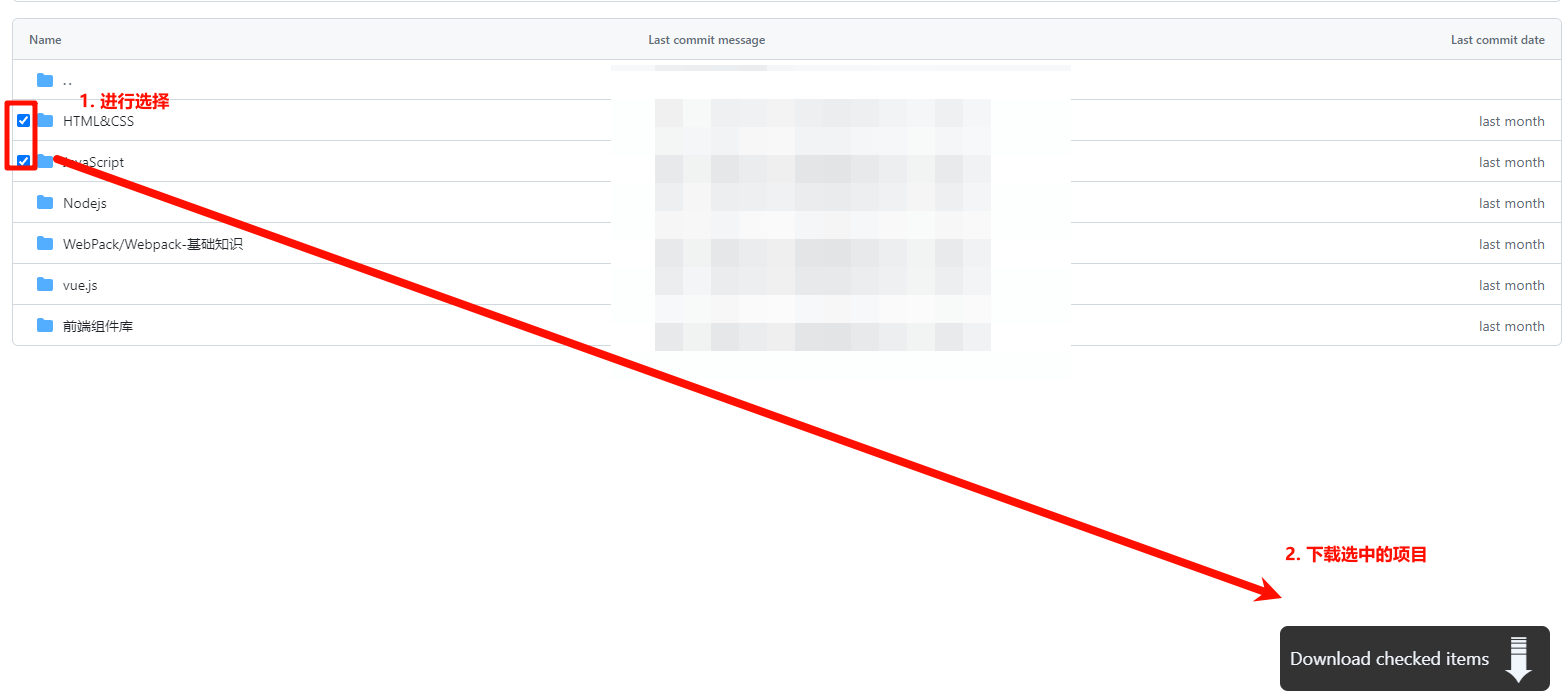 Name Last commit message Last commit date
..
1. 进行选择
HTML&CSS last month
JavaScript last month
Nodejs last month
WebPack/Webpack-基础知识 last month
vue.js last month
前端组件库 last month
2. 下载选中的项目
Download checked items